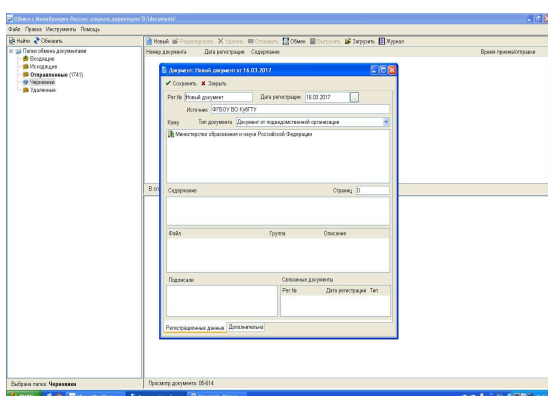 Обмен с Минобрнауки России: открыта директория 'D:\documents\'
Файл Правка Инструменты Помощь
Найти Обновить
Новый Редактировать Удалить Отправить Обмен Выгрузить Загрузить Журнал
Папки обмена документами
Входящие
Исходящие
Отправленные (1741)
Черновики
Удаленные
Номер документа Дата регистрации Содержание Время приема/отправки
Документ: Новый документ от 16.03.2017
Сохранить Закрыть
Рег.№ Новый документ Дата регистрации 16.03.2017
Источник ФГБОУ ВО КубГТУ
Кому Тип документа Документ от подведомственной организации
Министерство образования и науки Российской Федерации
В сп
Содержание Страниц 0
Файл Группа Описание
Подписали Связанные документы
Рег.№ Дата регистрации Тип
Регистрационные данные Дополнительно
Выбрана папка: Черновики
Просмотр документа: 06-614